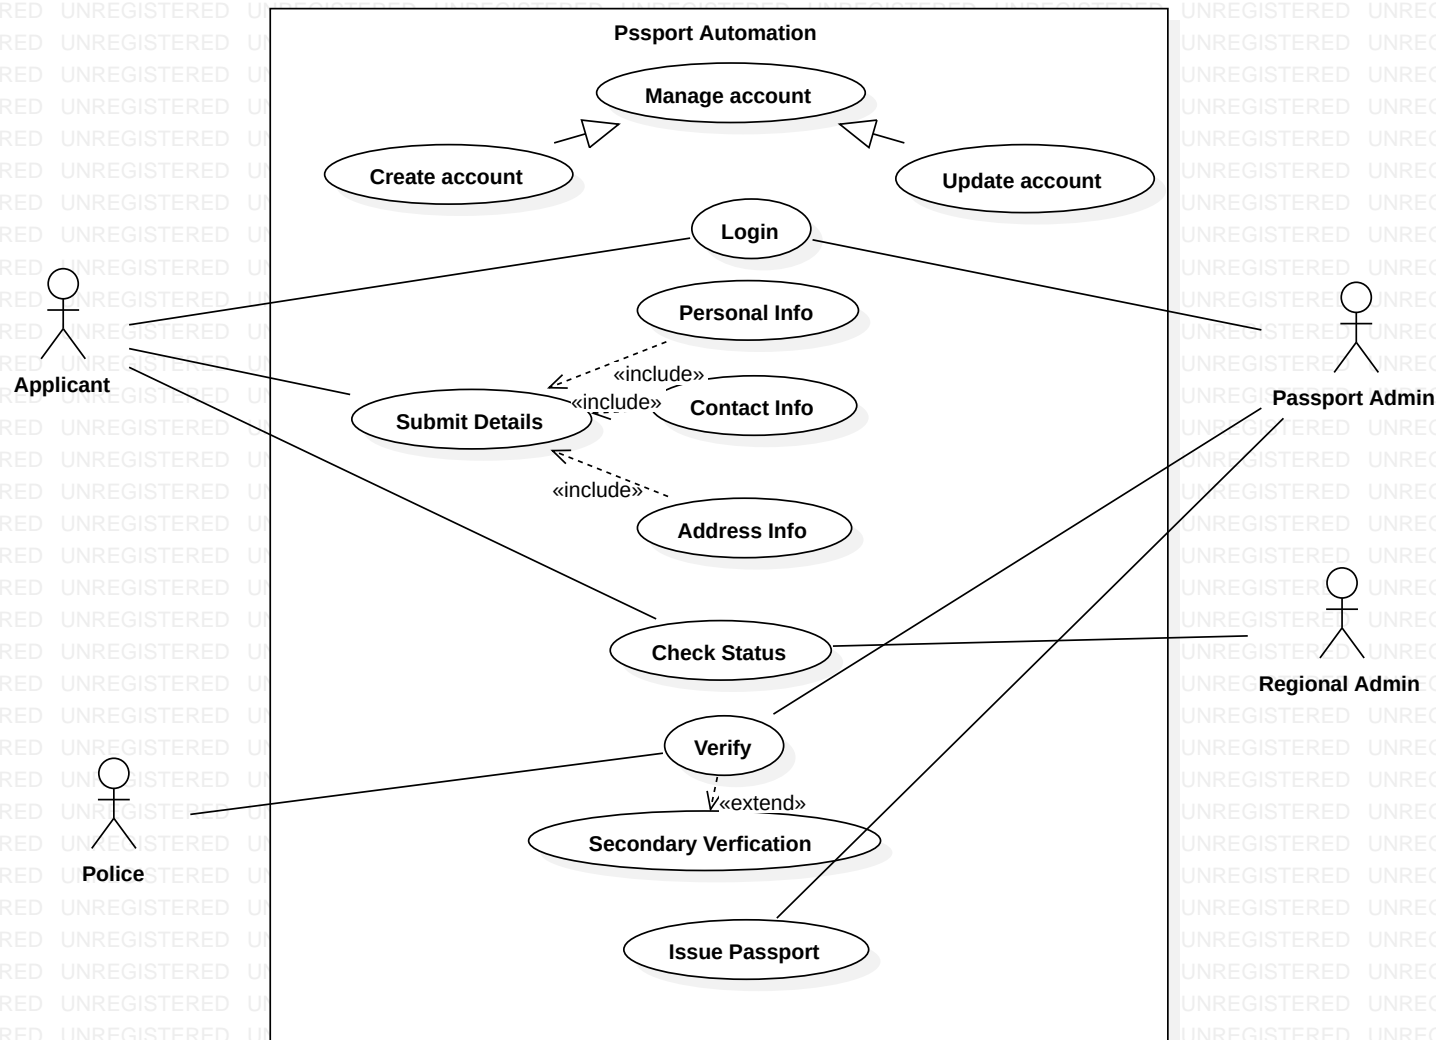 Pssport Automation
Manage account
Create account
Update account
Login
Personal Info
«include»
Applicant
Contact Info
«include»
Passport Admin
Submit Details
«include»
Address Info
Check Status
Regional Admin
Verify
«extend»
Secondary Verfication
Police
Issue Passport
UNREGISTERED